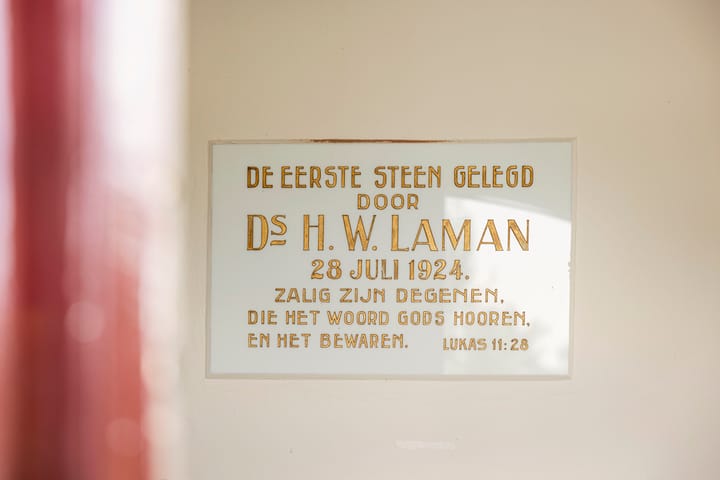 DE EERSTE STEEN GELEGD
DOOR
Ds H. W. LAMAN
28 JULI 1924.
ZALIG ZIJN DEGENEN,
DIE HET WOORD GODS HOOREN,
EN HET BEWAREN. LUKAS 11:28